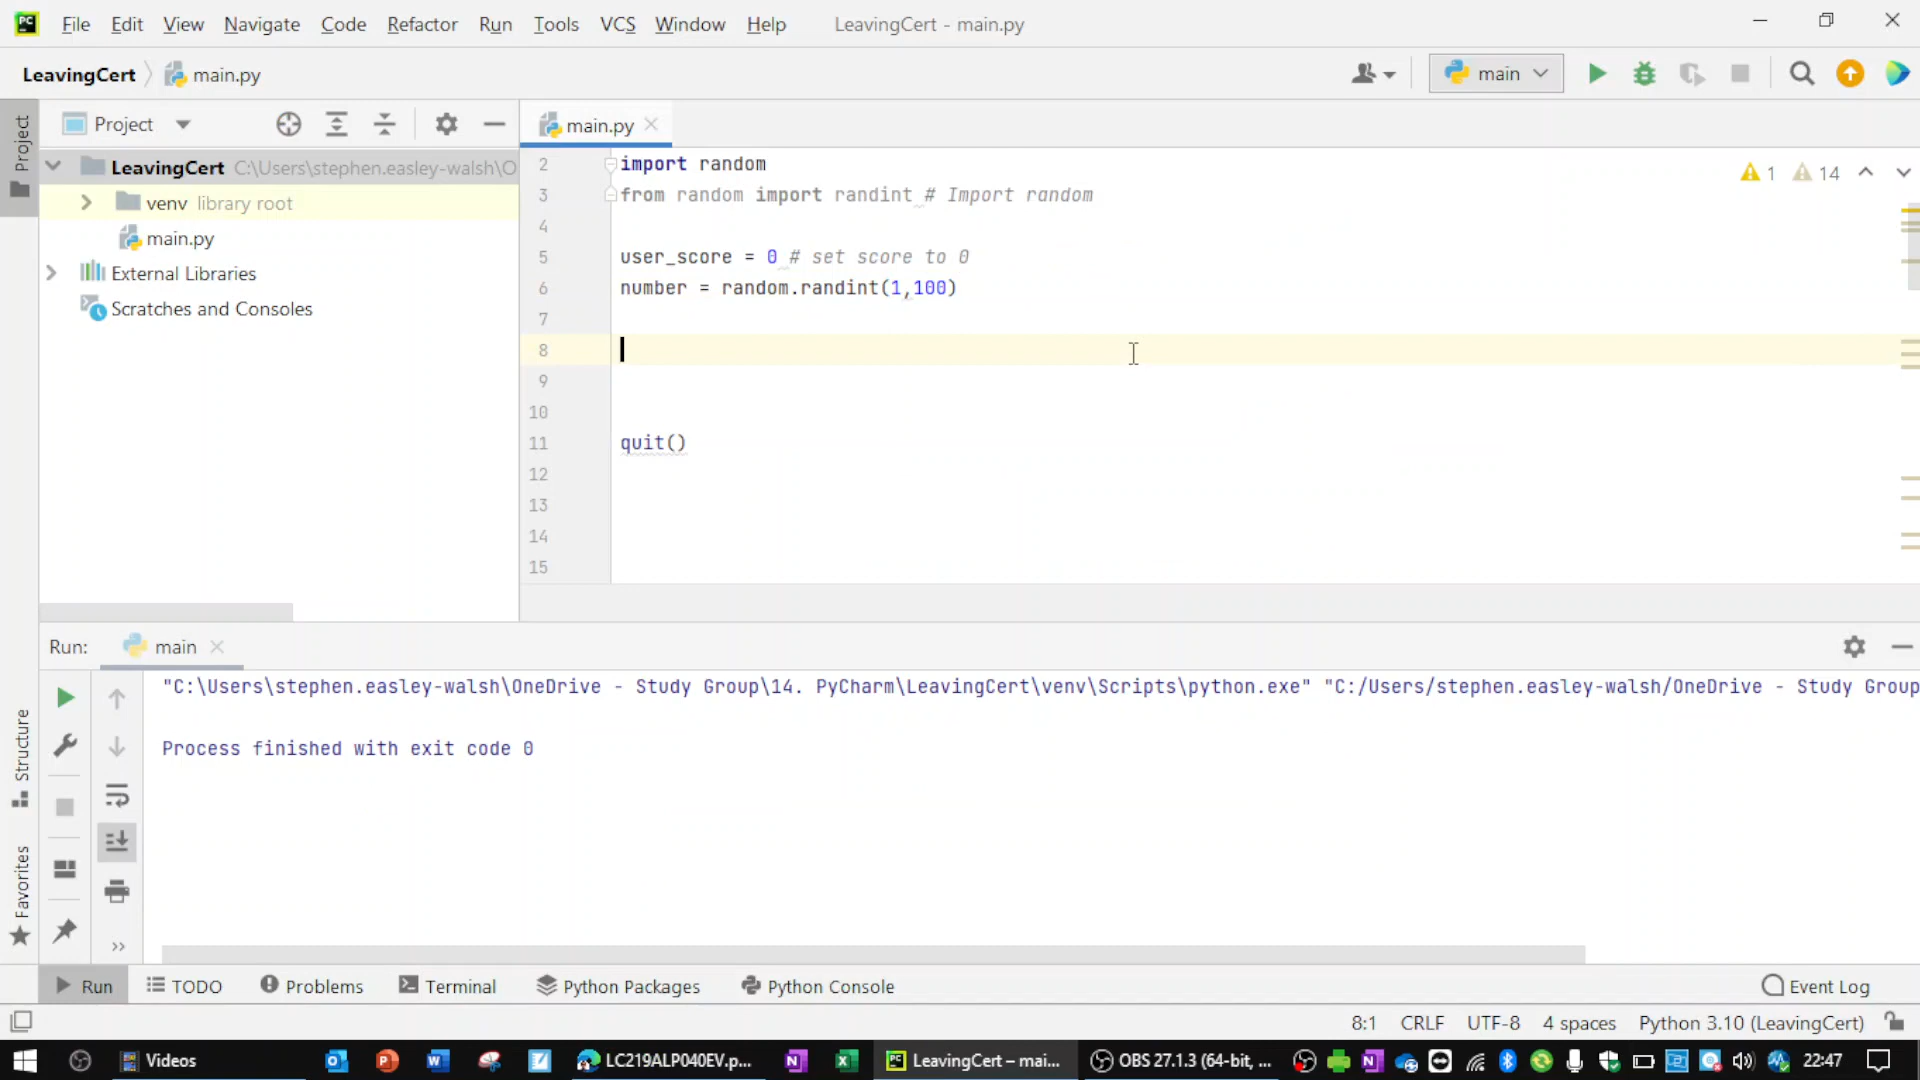 PC File Edit View Navigate Code Refactor Run Tools VCS Window Help LeavingCert - main.py
LeavingCert main.py main
Project main.py
Project
LeavingCert C:\Users\stephen.easley-walsh\O
venv library root
main.py
External Libraries
Scratches and Consoles
1 14
2 import random
3 from random import randint # Import random
4
5 user_score = 0 # set score to 0
6 number = random.randint(1,100)
7
8
9
10
11 quit()
12
13
14
15
Run: main
"C:\Users\stephen.easley-walsh\OneDrive - Study Group\14. PyCharm\LeavingCert\venv\Scripts\python.exe" "C:/Users/stephen.easley-walsh/OneDrive - Study Group
Process finished with exit code 0
Structure
Favorites
Run TODO Problems Terminal Python Packages Python Console Event Log
8:1 CRLF UTF-8 4 spaces Python 3.10 (LeavingCert)
Videos LC219ALP040EV.p... LeavingCert – mai... OBS 27.1.3 (64-bit, ... 22:47